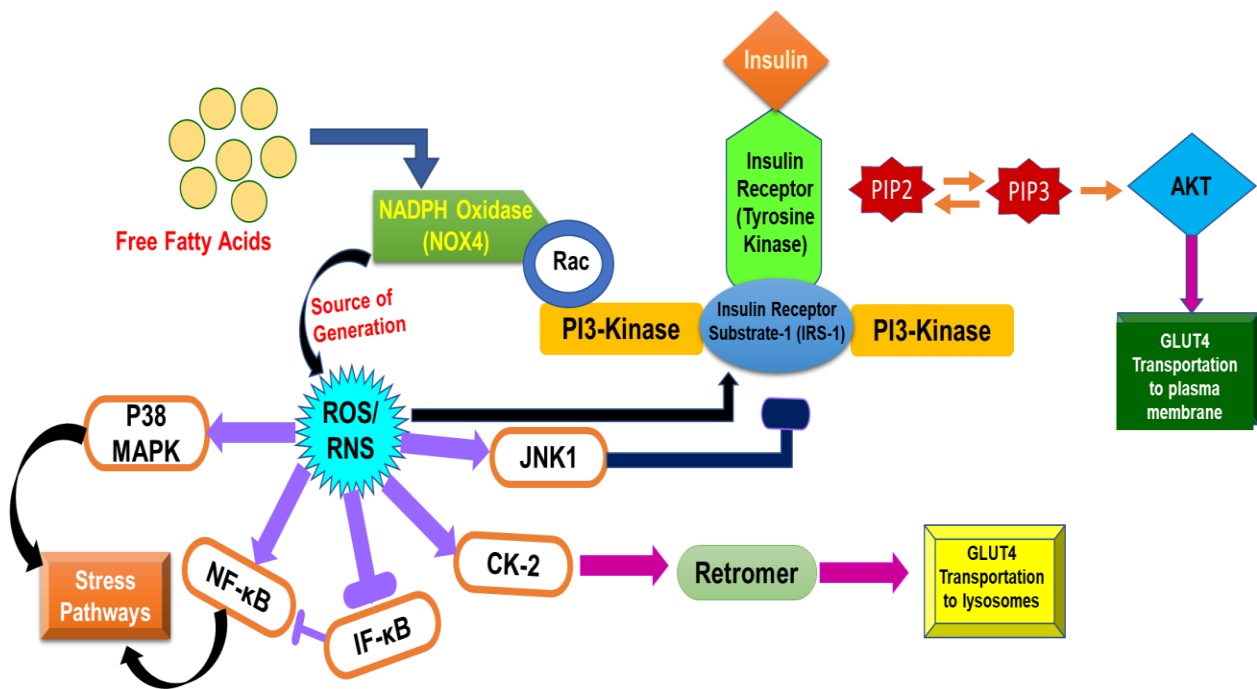 Insulin
Free Fatty Acids
NADPH Oxidase
(NOX4)
Rac
Insulin
Receptor
(Tyrosine
Kinase)
PIP2
PIP3
AKT
Source of
Generation
PI3-Kinase
Insulin Receptor
Substrate-1 (IRS-1)
PI3-Kinase
GLUT4
Transportation
to plasma
membrane
P38
MAPK
ROS/
RNS
JNK1
Stress
Pathways
NF-κB
IF-κB
CK-2
Retromer
GLUT4
Transportation
to lysosomes